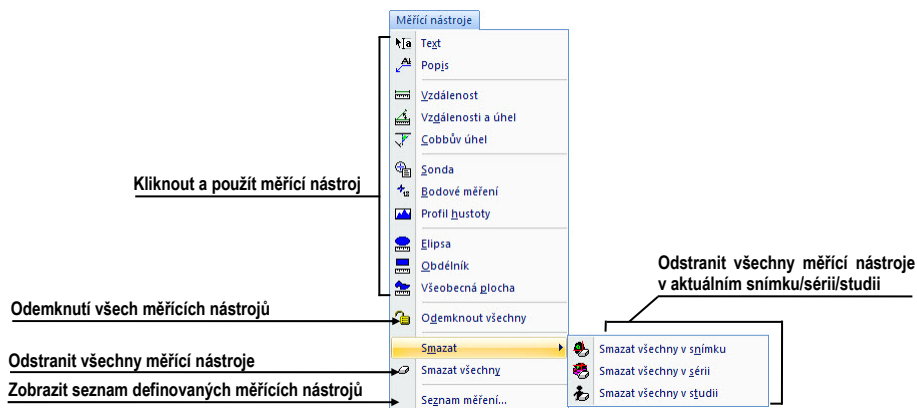 Měřící nástroje
Text
Popis
Vzdálenost
Vzdálenosti a úhel
Cobbův úhel
Sonda
Kliknout a použít měřící nástroj
Bodové měření
Profil hustoty
Elipsa
Obdélník
Všeobecná plocha
Odstranit všechny měřící nástroje
v aktuálním snímku/sérii/studii
Odemknutí všech měřících nástrojů
Odemknout všechny
Smazat
Smazat všechny v snímku
Odstranit všechny měřící nástroje
Smazat všechny
Smazat všechny v sérii
Zobrazit seznam definovaných měřících nástrojů
Seznam měření...
Smazat všechny v studii